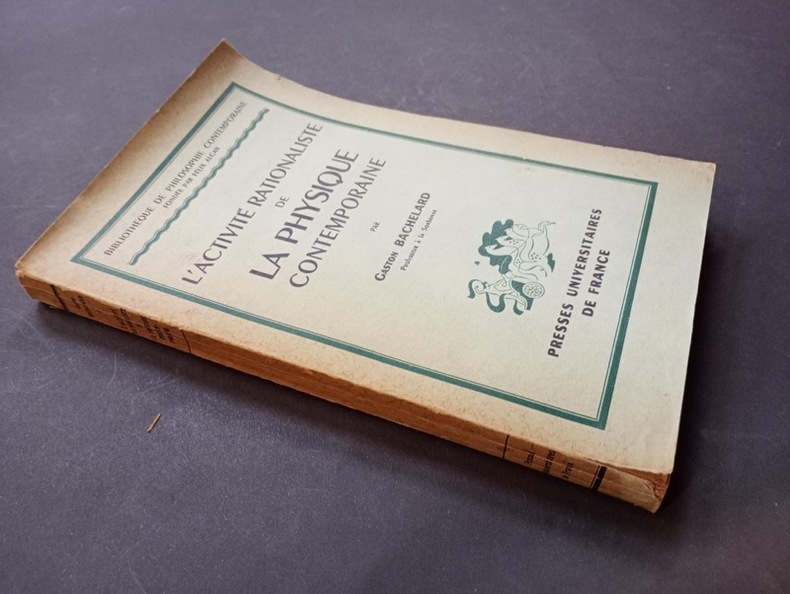 BIBLIOTHÈQUE DE PHILOSOPHIE CONTEMPORAINE
FONDÉE PAR FÉLIX ALCAN
L'ACTIVITÉ RATIONALISTE
DE
LA PHYSIQUE
CONTEMPORAINE
PAR
GASTON BACHELARD
Professeur à la Sorbonne
PRESSES UNIVERSITAIRES
DE FRANCE